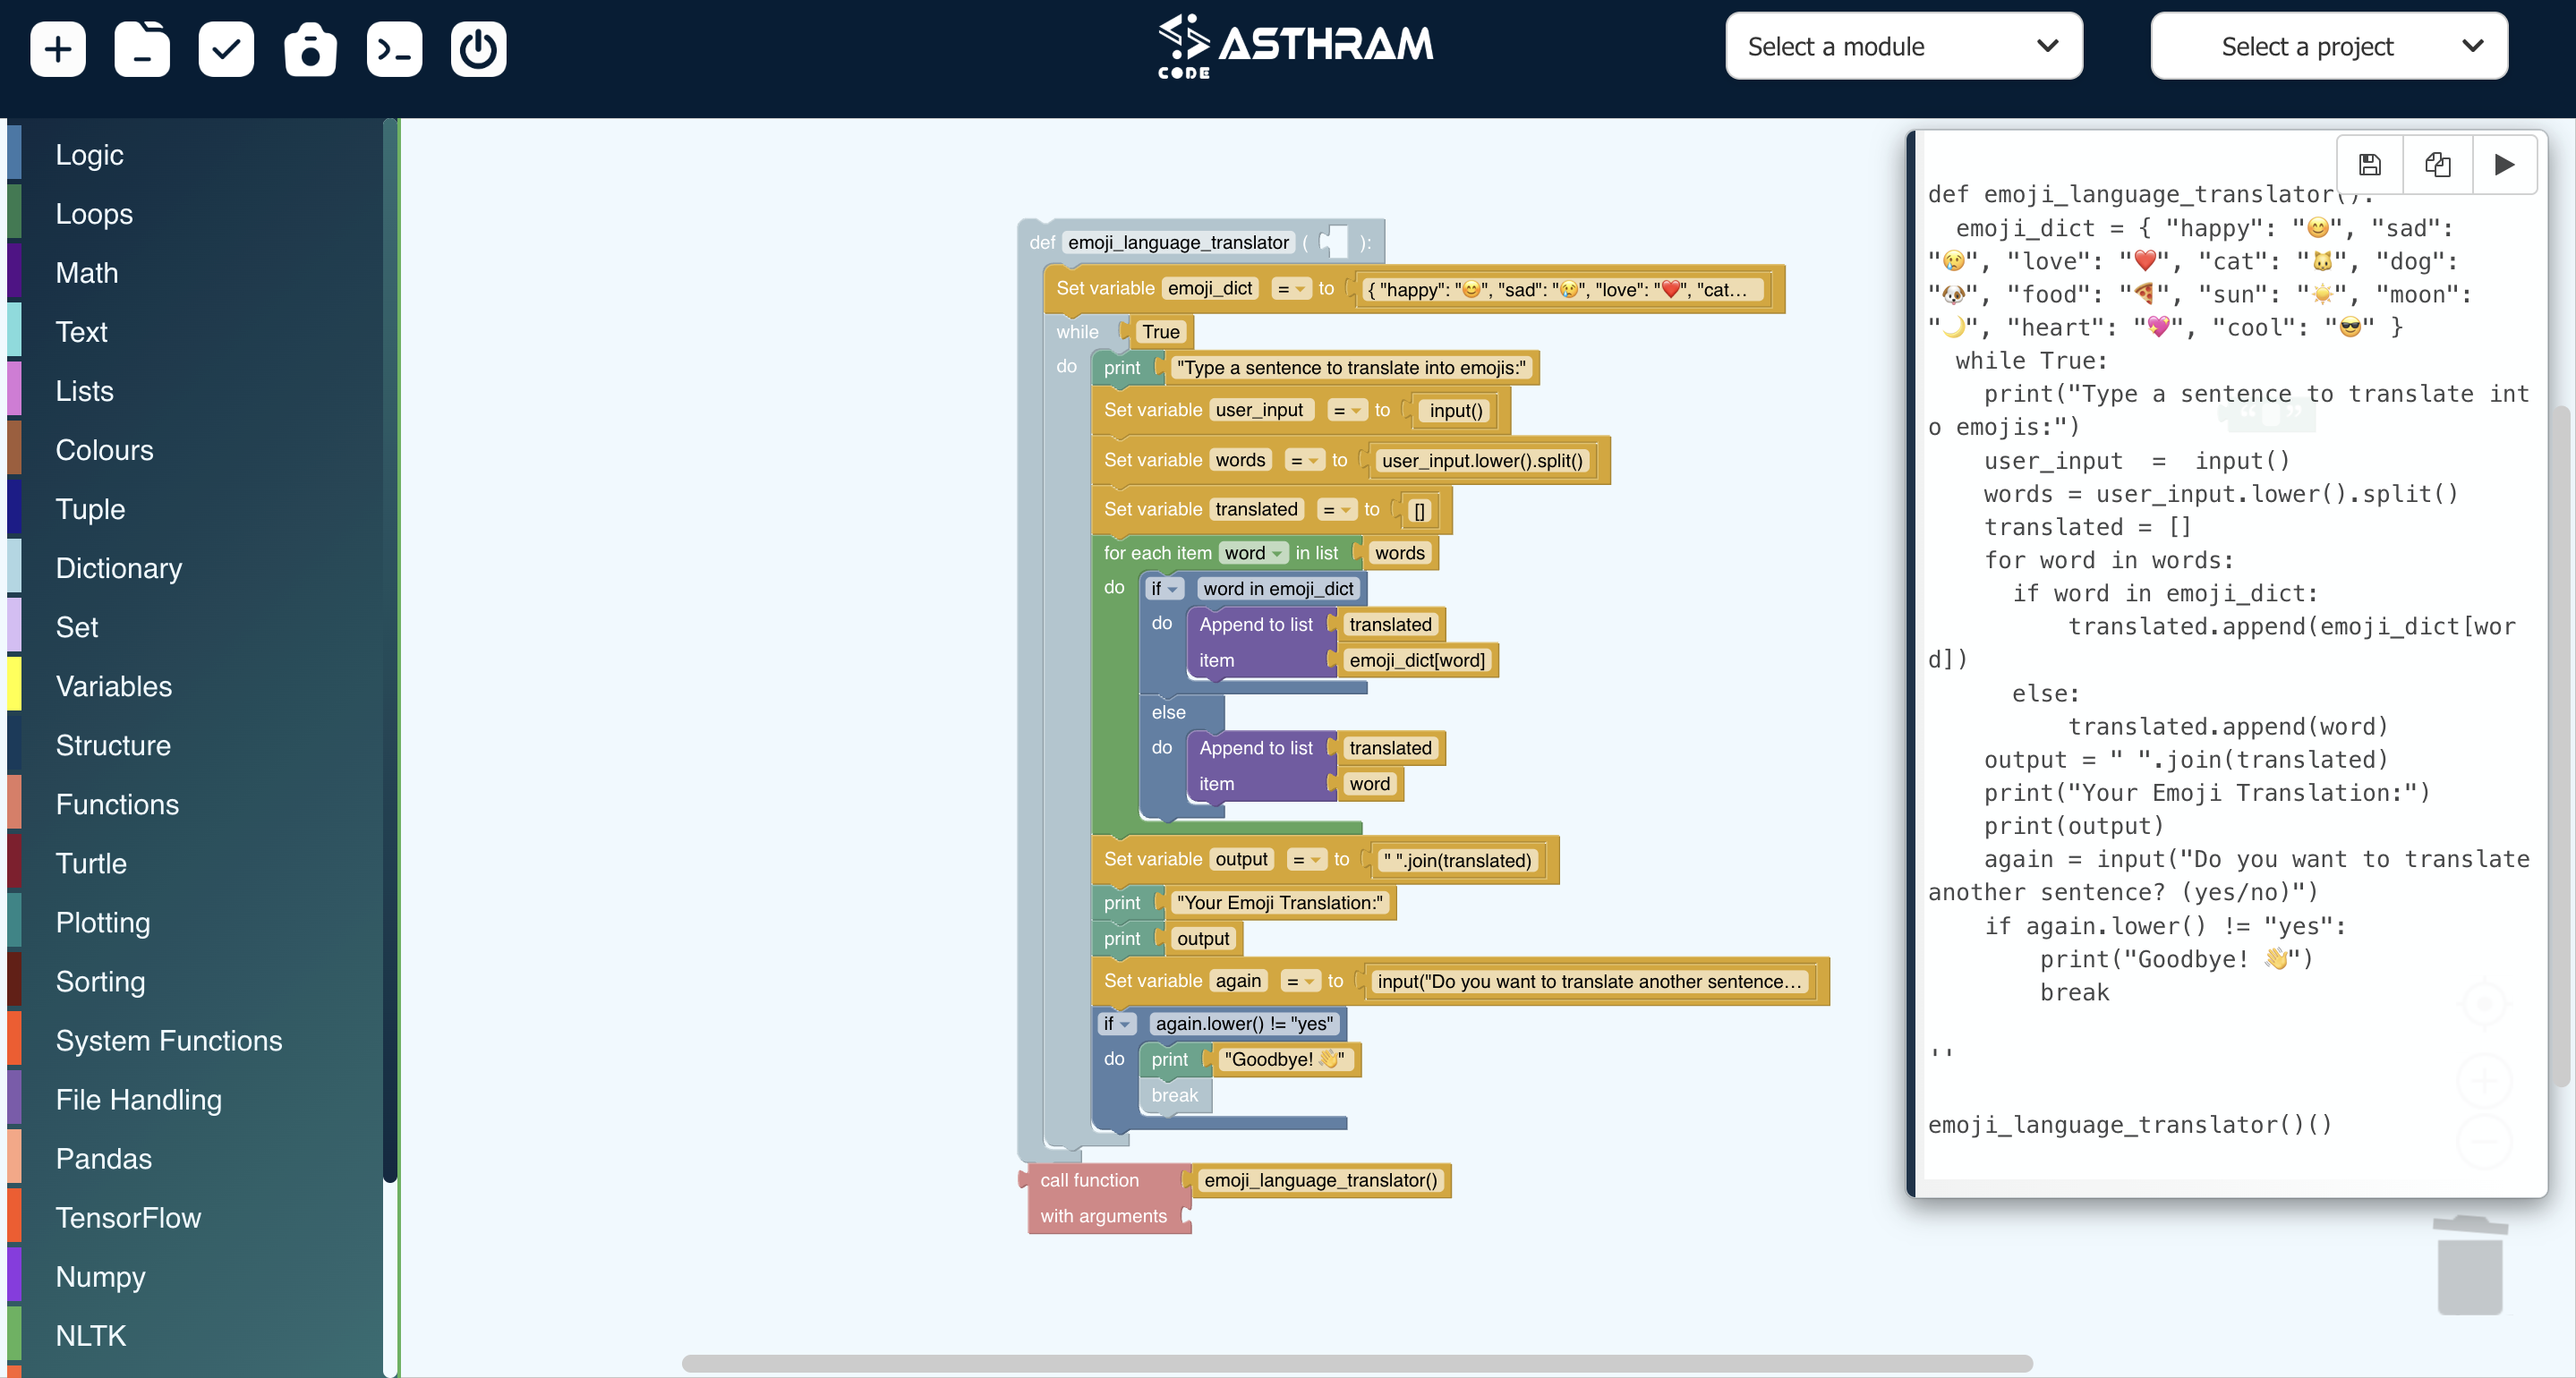 CODE ASTHRAM
Select a module
Select a project
Logic
Loops
Math
Text
Lists
Colours
Tuple
Dictionary
Set
Variables
Structure
Functions
Turtle
Plotting
Sorting
System Functions
File Handling
Pandas
TensorFlow
Numpy
NLTK
def emoji_language_translator ( ):
Set variable emoji_dict = to { "happy": "😊", "sad": "😢", "love": "❤️", "cat...
while True
do print "Type a sentence to translate into emojis:"
Set variable user_input = to input()
Set variable words = to user_input.lower().split()
Set variable translated = to []
for each item word in list words
do if word in emoji_dict
do Append to list translated
item emoji_dict[word]
else
do Append to list translated
item word
Set variable output = to " ".join(translated)
print "Your Emoji Translation:"
print output
Set variable again = to input("Do you want to translate another sentence...
if again.lower() != "yes"
do print "Goodbye! 👋"
break
call function emoji_language_translator()
with arguments
def emoji_language_translator():
emoji_dict = { "happy": "😊", "sad":
"😢", "love": "❤️", "cat": "🐱", "dog":
"🐶", "food": "🍕", "sun": "☀️", "moon":
"🌙", "heart": "💖", "cool": "😎" }
while True:
print("Type a sentence to translate int
o emojis:")
user_input = input()
words = user_input.lower().split()
translated = []
for word in words:
if word in emoji_dict:
translated.append(emoji_dict[wor
d])
else:
translated.append(word)
output = " ".join(translated)
print("Your Emoji Translation:")
print(output)
again = input("Do you want to translate
another sentence? (yes/no)")
if again.lower() != "yes":
print("Goodbye! 👋")
break
''
emoji_language_translator()()